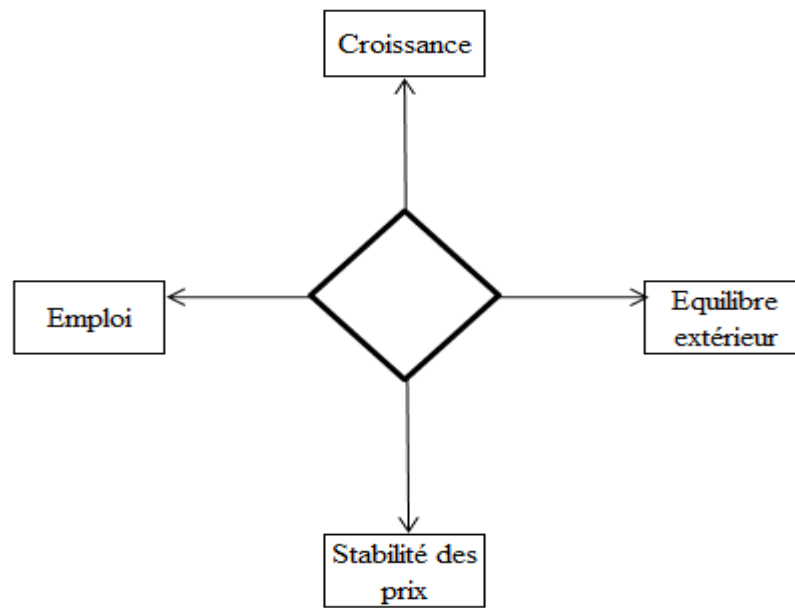 Croissance
Emploi
Equilibre
extérieur
Stabilité des
prix